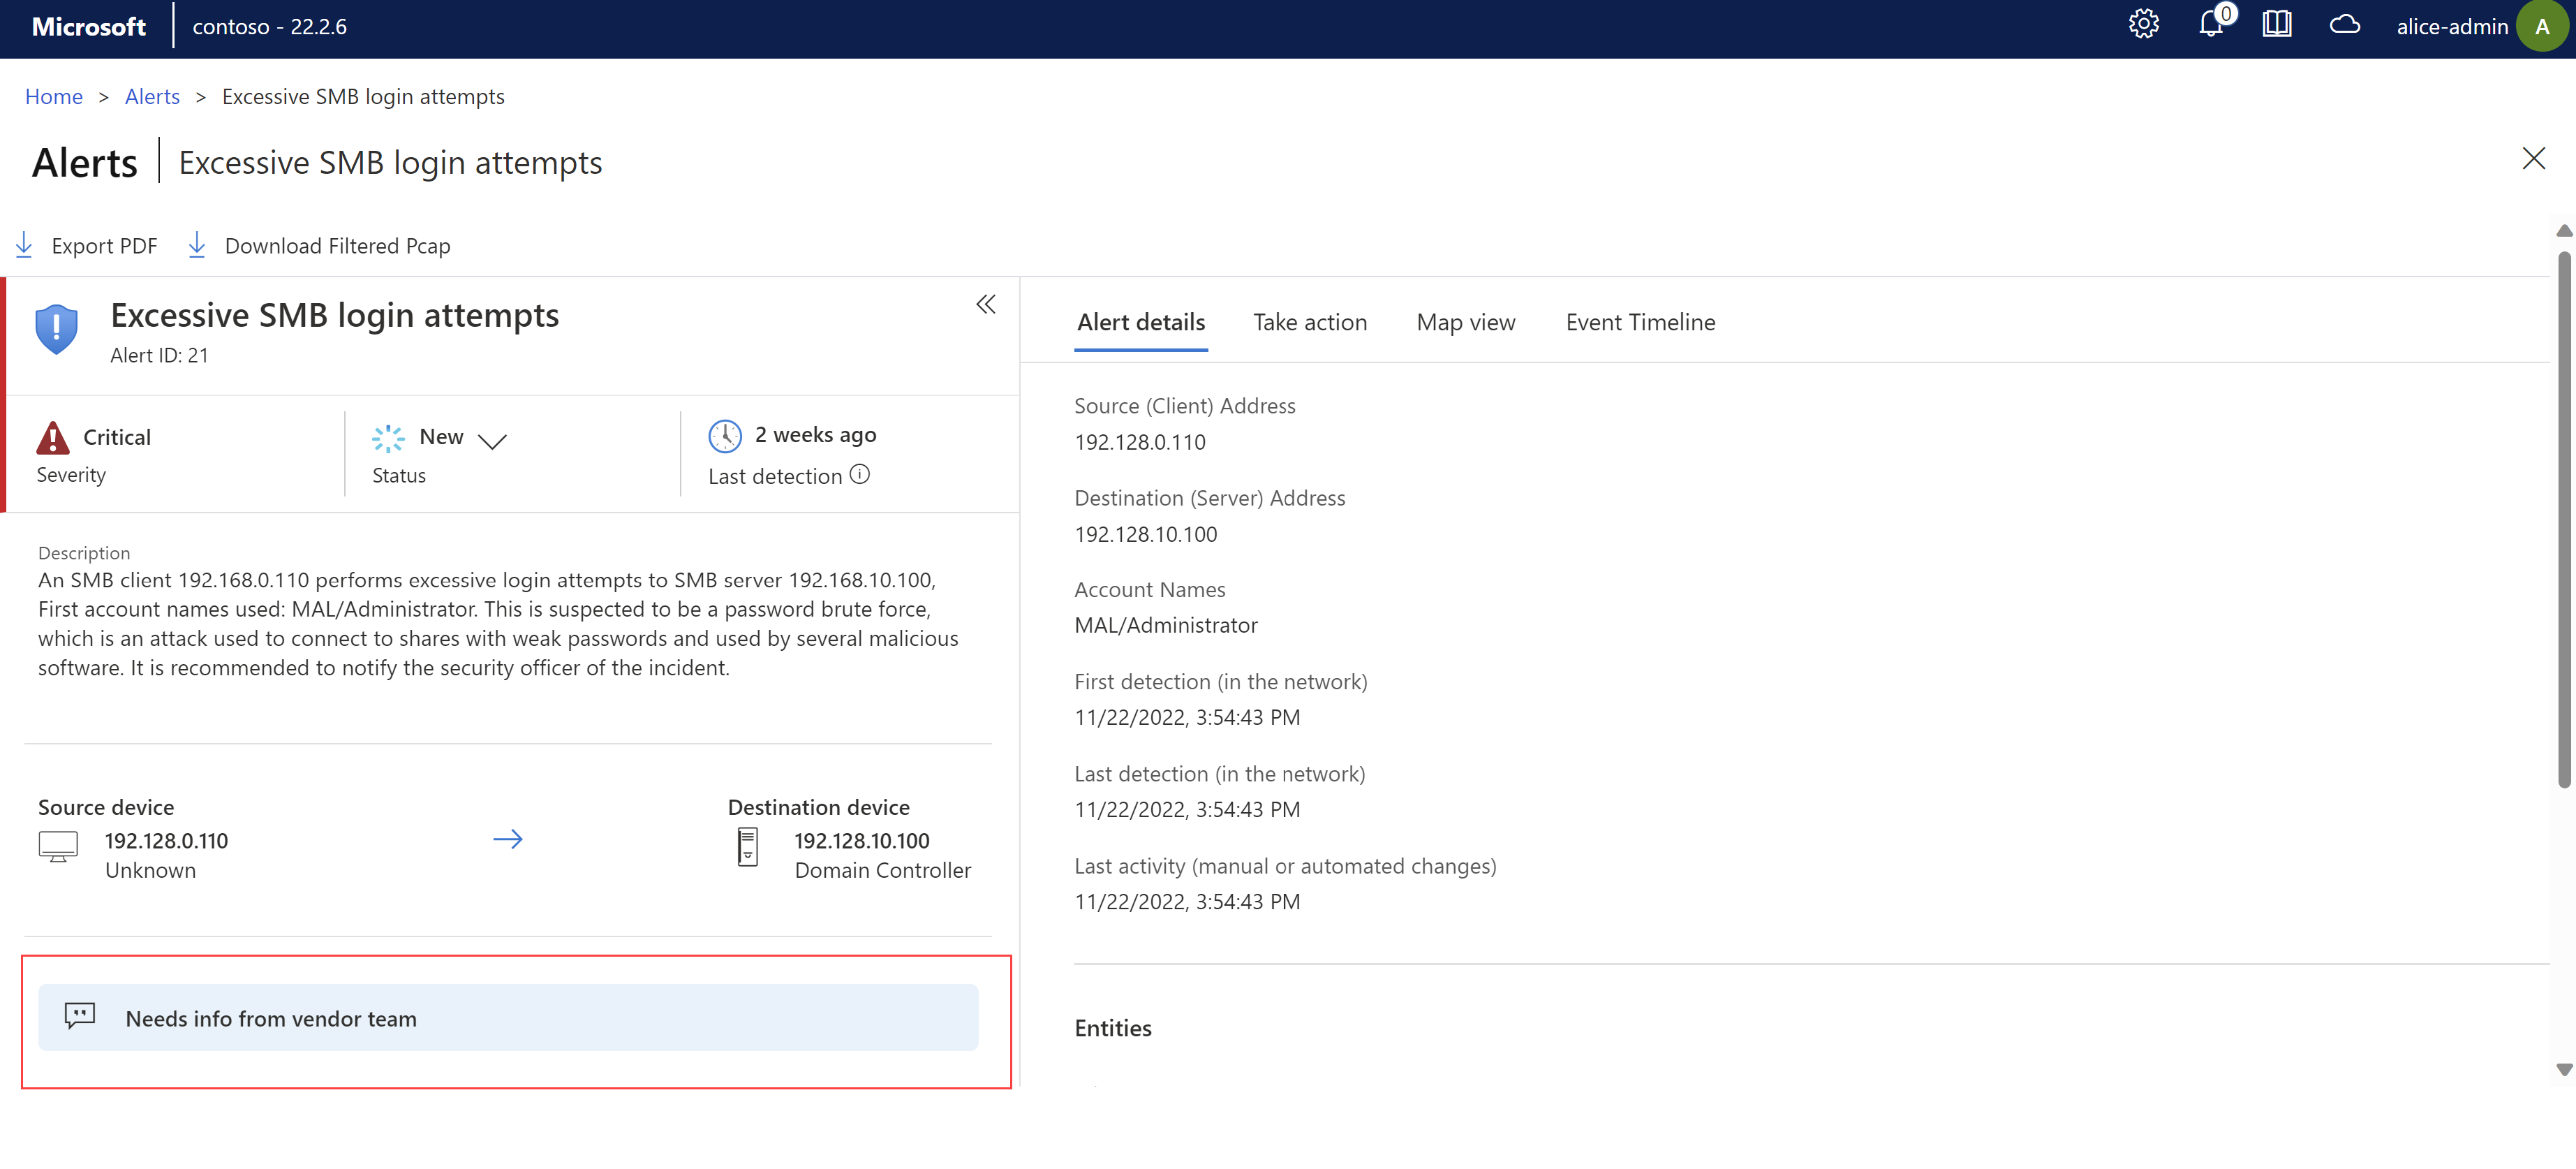 Microsoft
contoso - 22.2.6
0
alice-admin
A
Home > Alerts > Excessive SMB login attempts
Alerts
Excessive SMB login attempts
Export PDF
Download Filtered Pcap
Excessive SMB login attempts
Alert ID: 21
Critical
Severity
New
Status
2 weeks ago
Last detection
Description
An SMB client 192.168.0.110 performs excessive login attempts to SMB server 192.168.10.100,
First account names used: MAL/Administrator. This is suspected to be a password brute force,
which is an attack used to connect to shares with weak passwords and used by several malicious
software. It is recommended to notify the security officer of the incident.
Source device
192.128.0.110
Unknown
Destination device
192.128.10.100
Domain Controller
Needs info from vendor team
Alert details
Take action
Map view
Event Timeline
Source (Client) Address
192.128.0.110
Destination (Server) Address
192.128.10.100
Account Names
MAL/Administrator
First detection (in the network)
11/22/2022, 3:54:43 PM
Last detection (in the network)
11/22/2022, 3:54:43 PM
Last activity (manual or automated changes)
11/22/2022, 3:54:43 PM
Entities